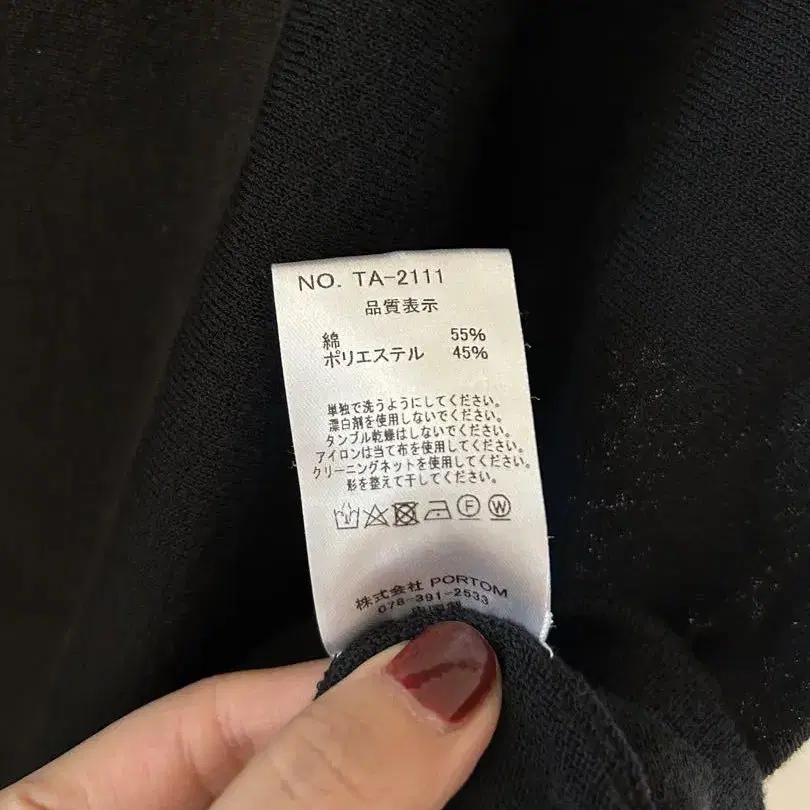 NO. TA-2111
品質表示
綿 55%
ポリエステル 45%
単独で洗うようにしてください。
漂白剤を使用しないでください。
タンブル乾燥はしないでください。
アイロンは当て布を使用してください。
クリーニングネットを使用してください。
形を整えて干してください。
F W
株式会社 PORTOM
078-391-2533